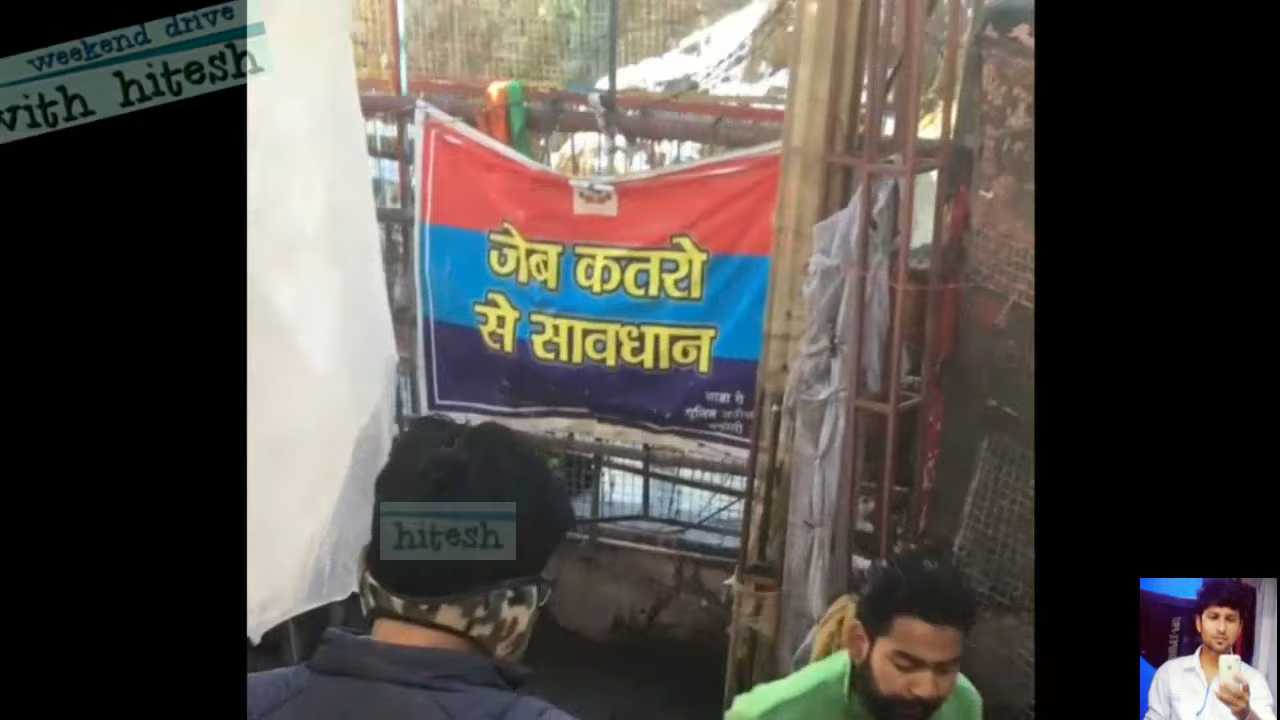 weekend drive
with hitesh
जेब कतरो
से सावधान
hitesh